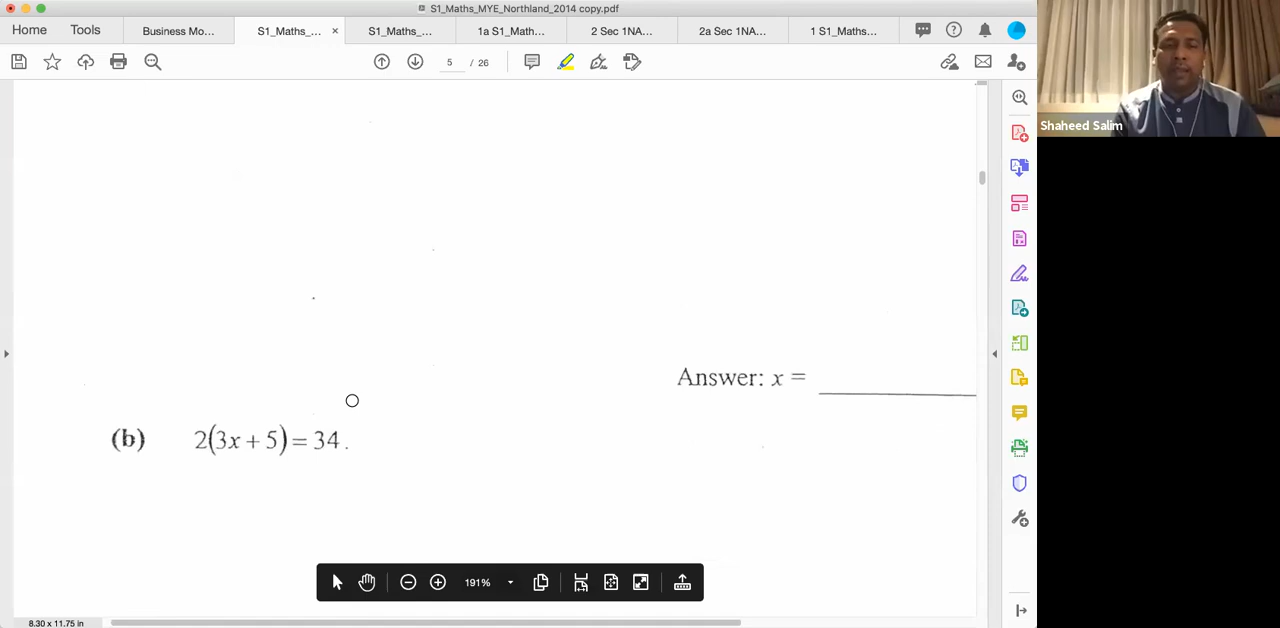 S1_Maths_MYE_Northland_2014 copy.pdf
Home Tools Business Mo... S1_Maths_... × S1_Maths_... 1a S1_Math... 2 Sec 1NA... 2a Sec 1NA... 1 S1_Maths...
5 / 26
Shaheed Salim
Answer: x =
(b) 2(3x + 5) = 34.
191%
8.30 x 11.75 in